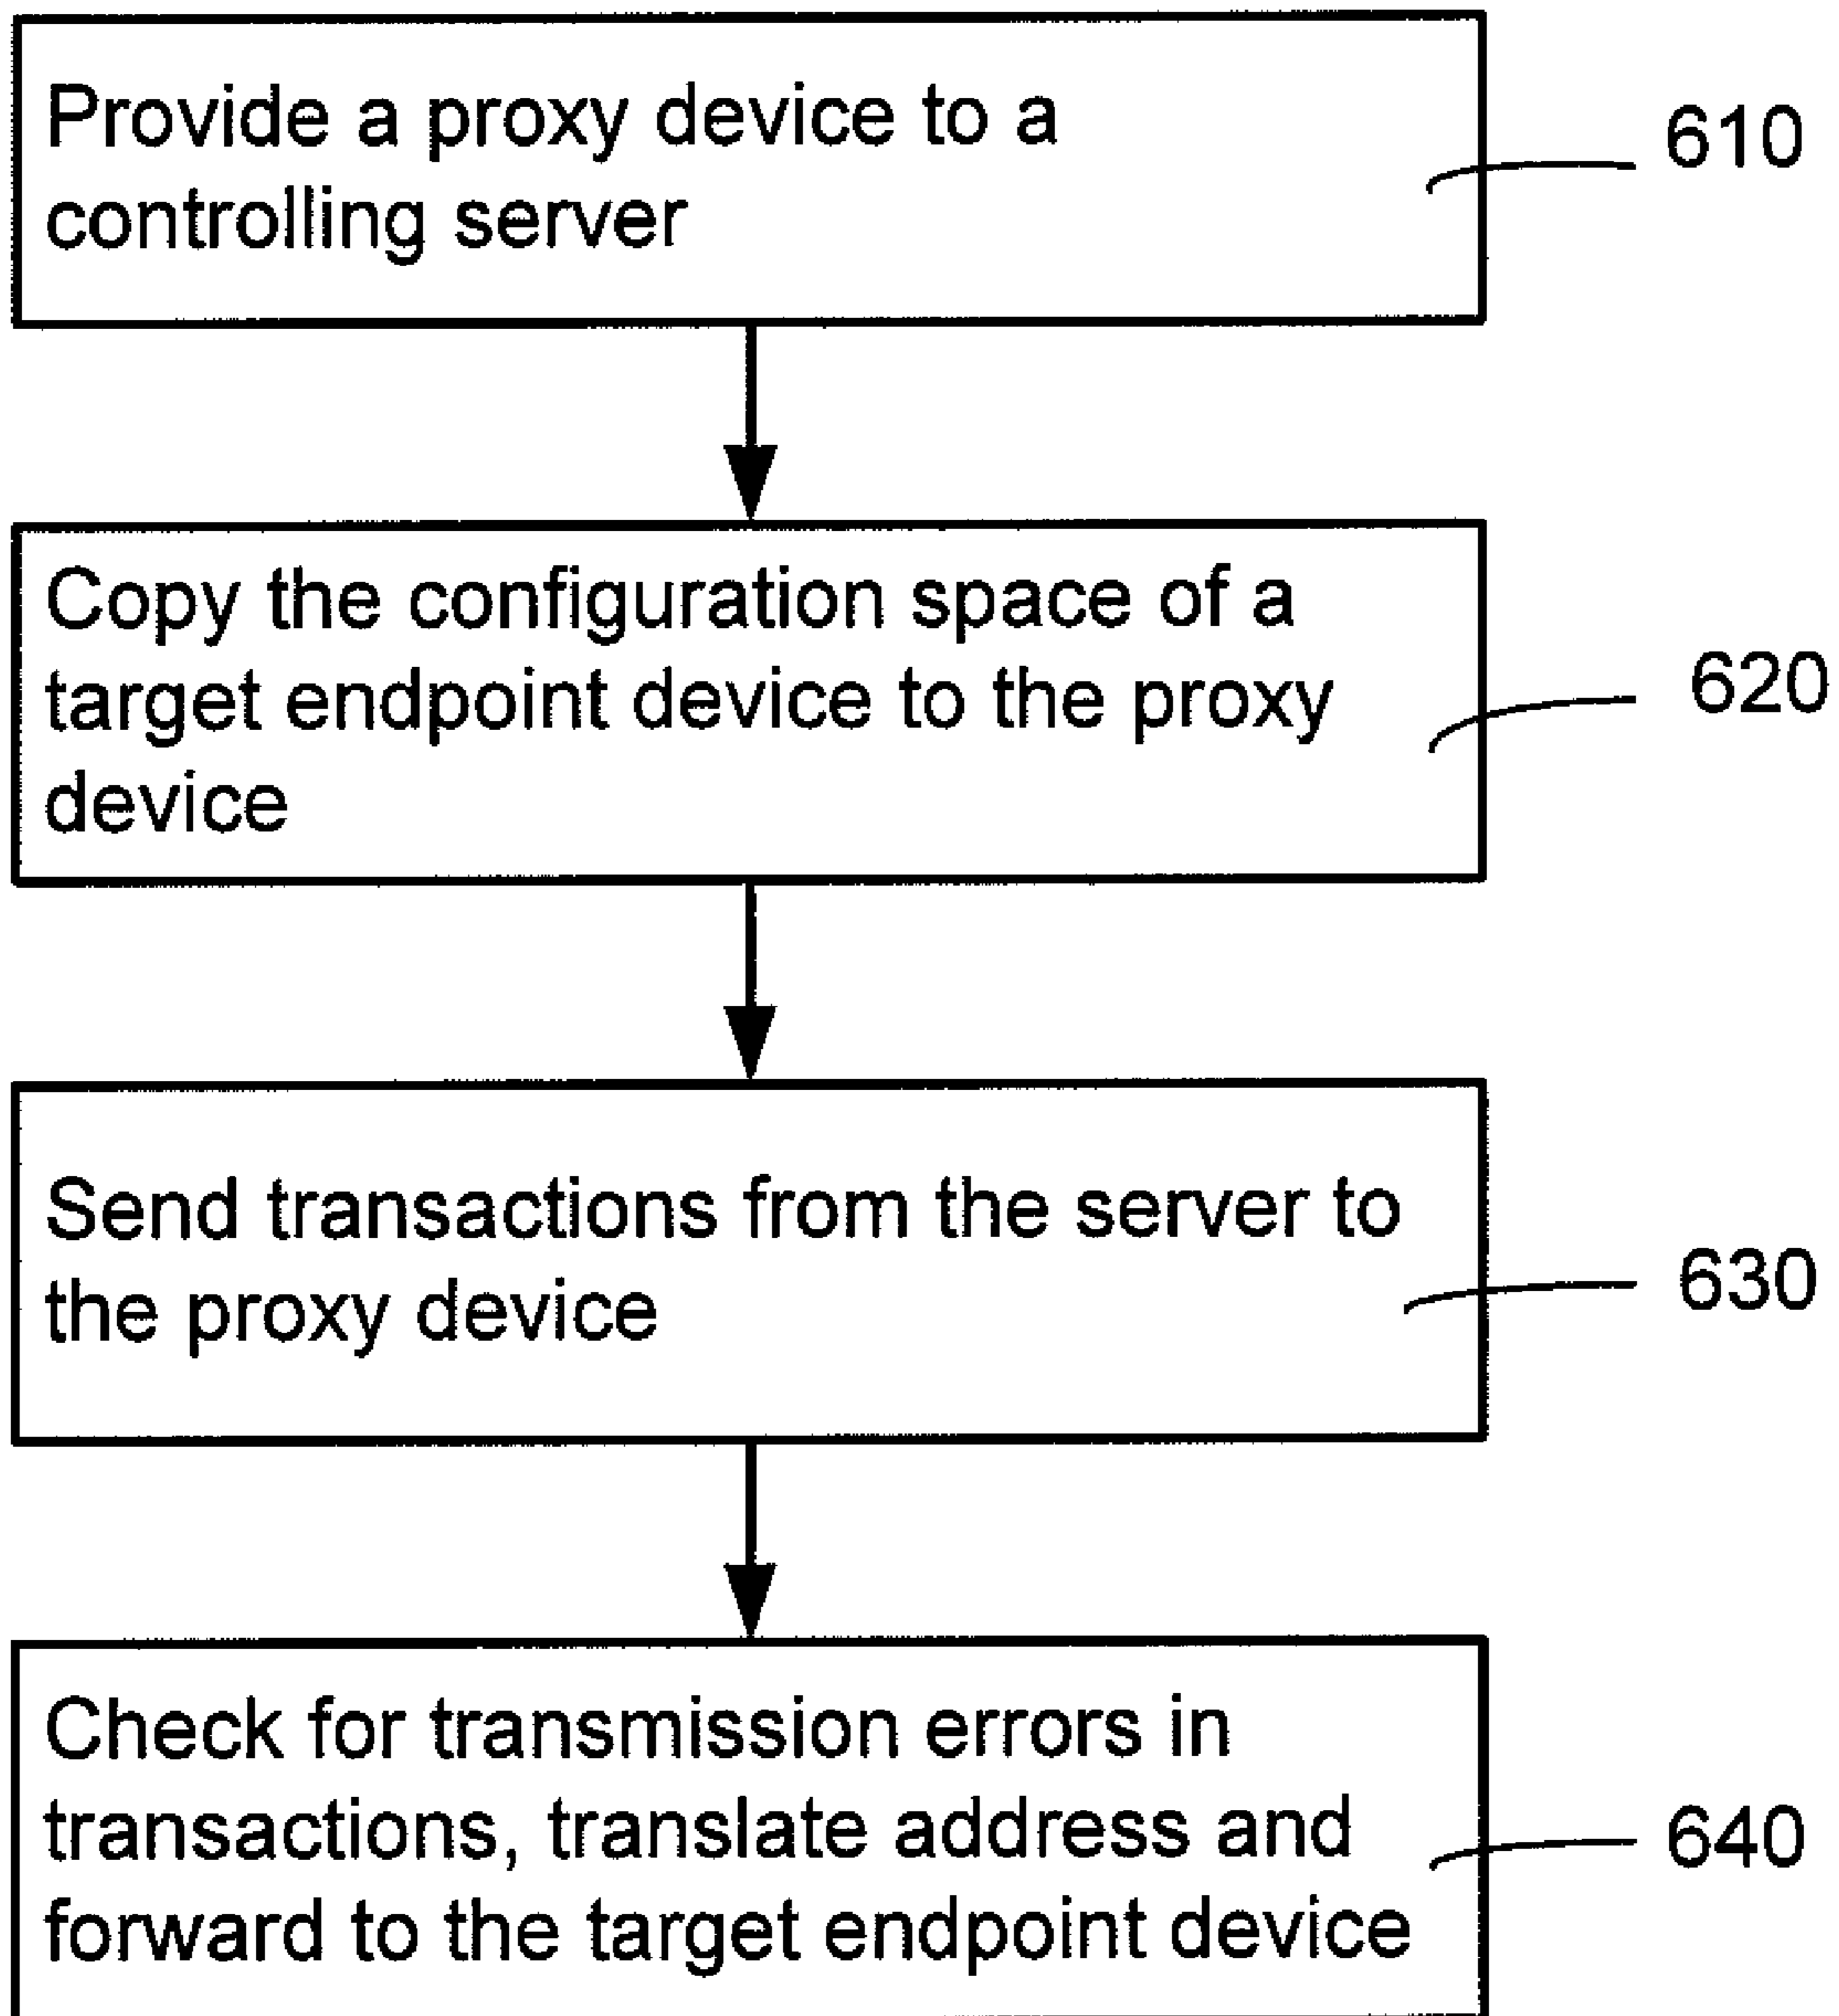 Provide a proxy device to a
controlling server
610
Copy the configuration space of a
target endpoint device to the proxy
device
620
Send transactions from the server to
the proxy device
630
Check for transmission errors in
transactions, translate address and
forward to the target endpoint device
640